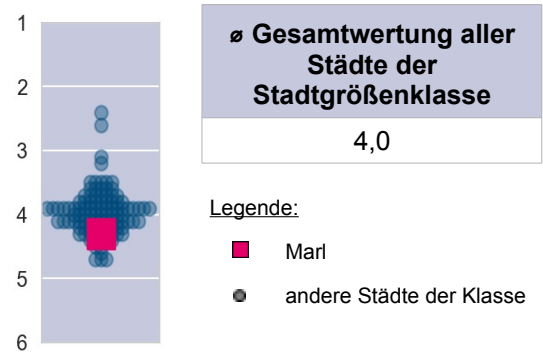 1
2
3
4
5
6
ø Gesamtwertung aller
Städte der
Stadtgrößenklasse
4,0
Legende:
Marl
andere Städte der Klasse